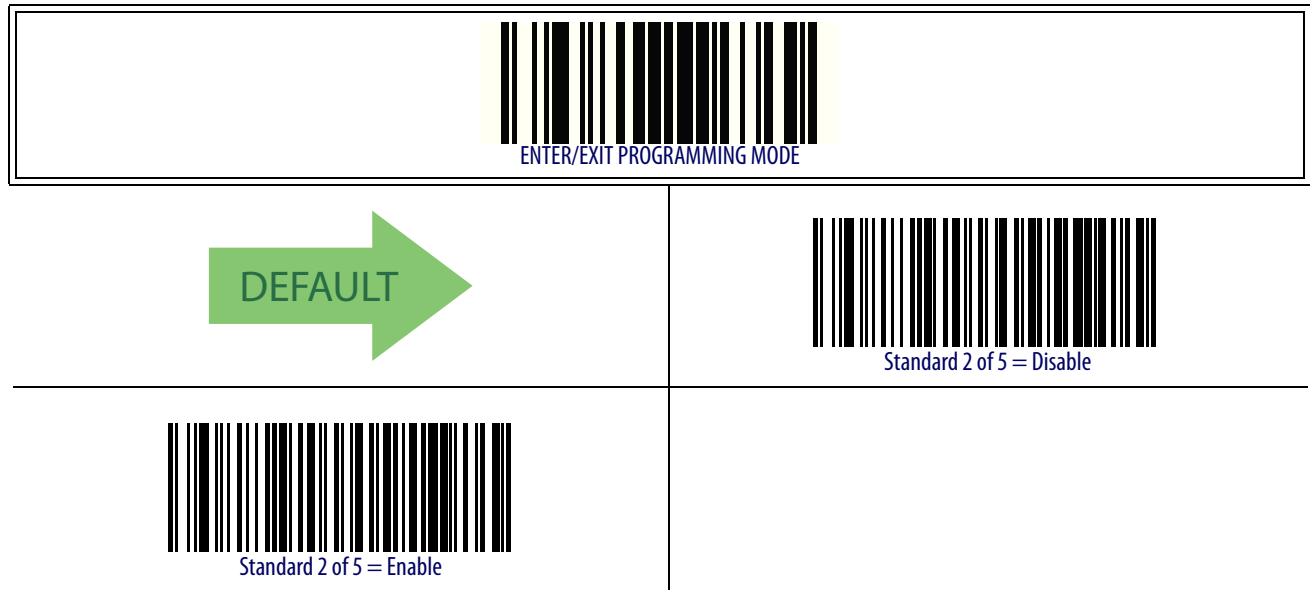 ENTER/EXIT PROGRAMMING MODE
DEFAULT
Standard 2 of 5 = Disable
Standard 2 of 5 = Enable